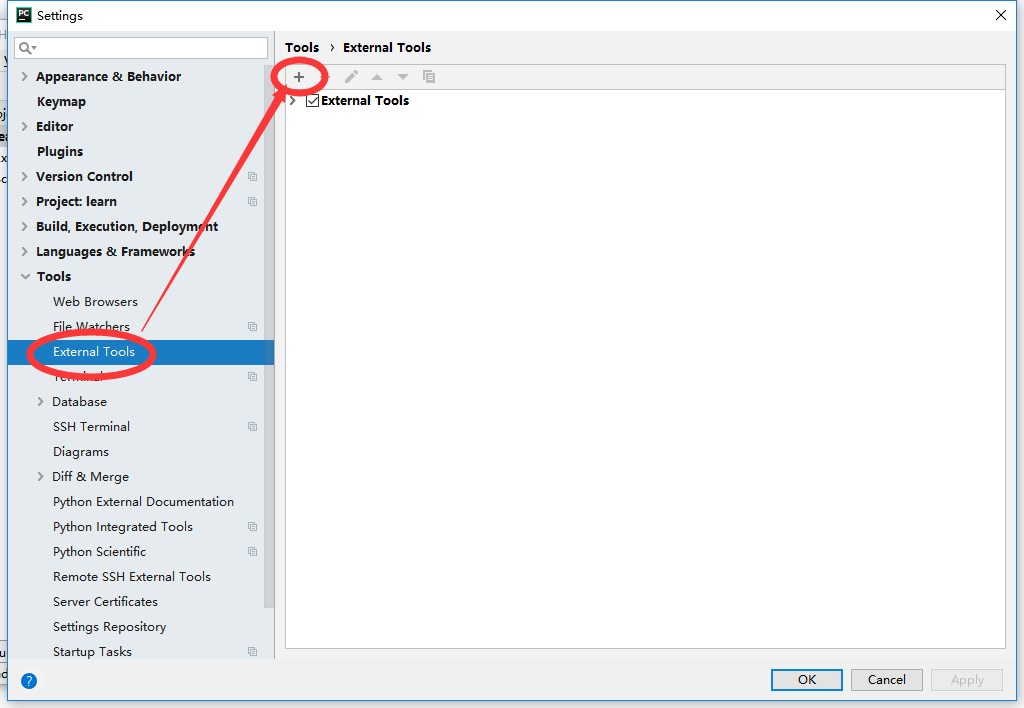 PC Settings
Tools › External Tools
External Tools
Appearance & Behavior
Keymap
Editor
Plugins
Version Control
Project: learn
Build, Execution, Deployment
Languages & Frameworks
Tools
Web Browsers
File Watchers
External Tools
Terminal
Database
SSH Terminal
Diagrams
Diff & Merge
Python External Documentation
Python Integrated Tools
Python Scientific
Remote SSH External Tools
Server Certificates
Settings Repository
Startup Tasks
? OK Cancel Apply